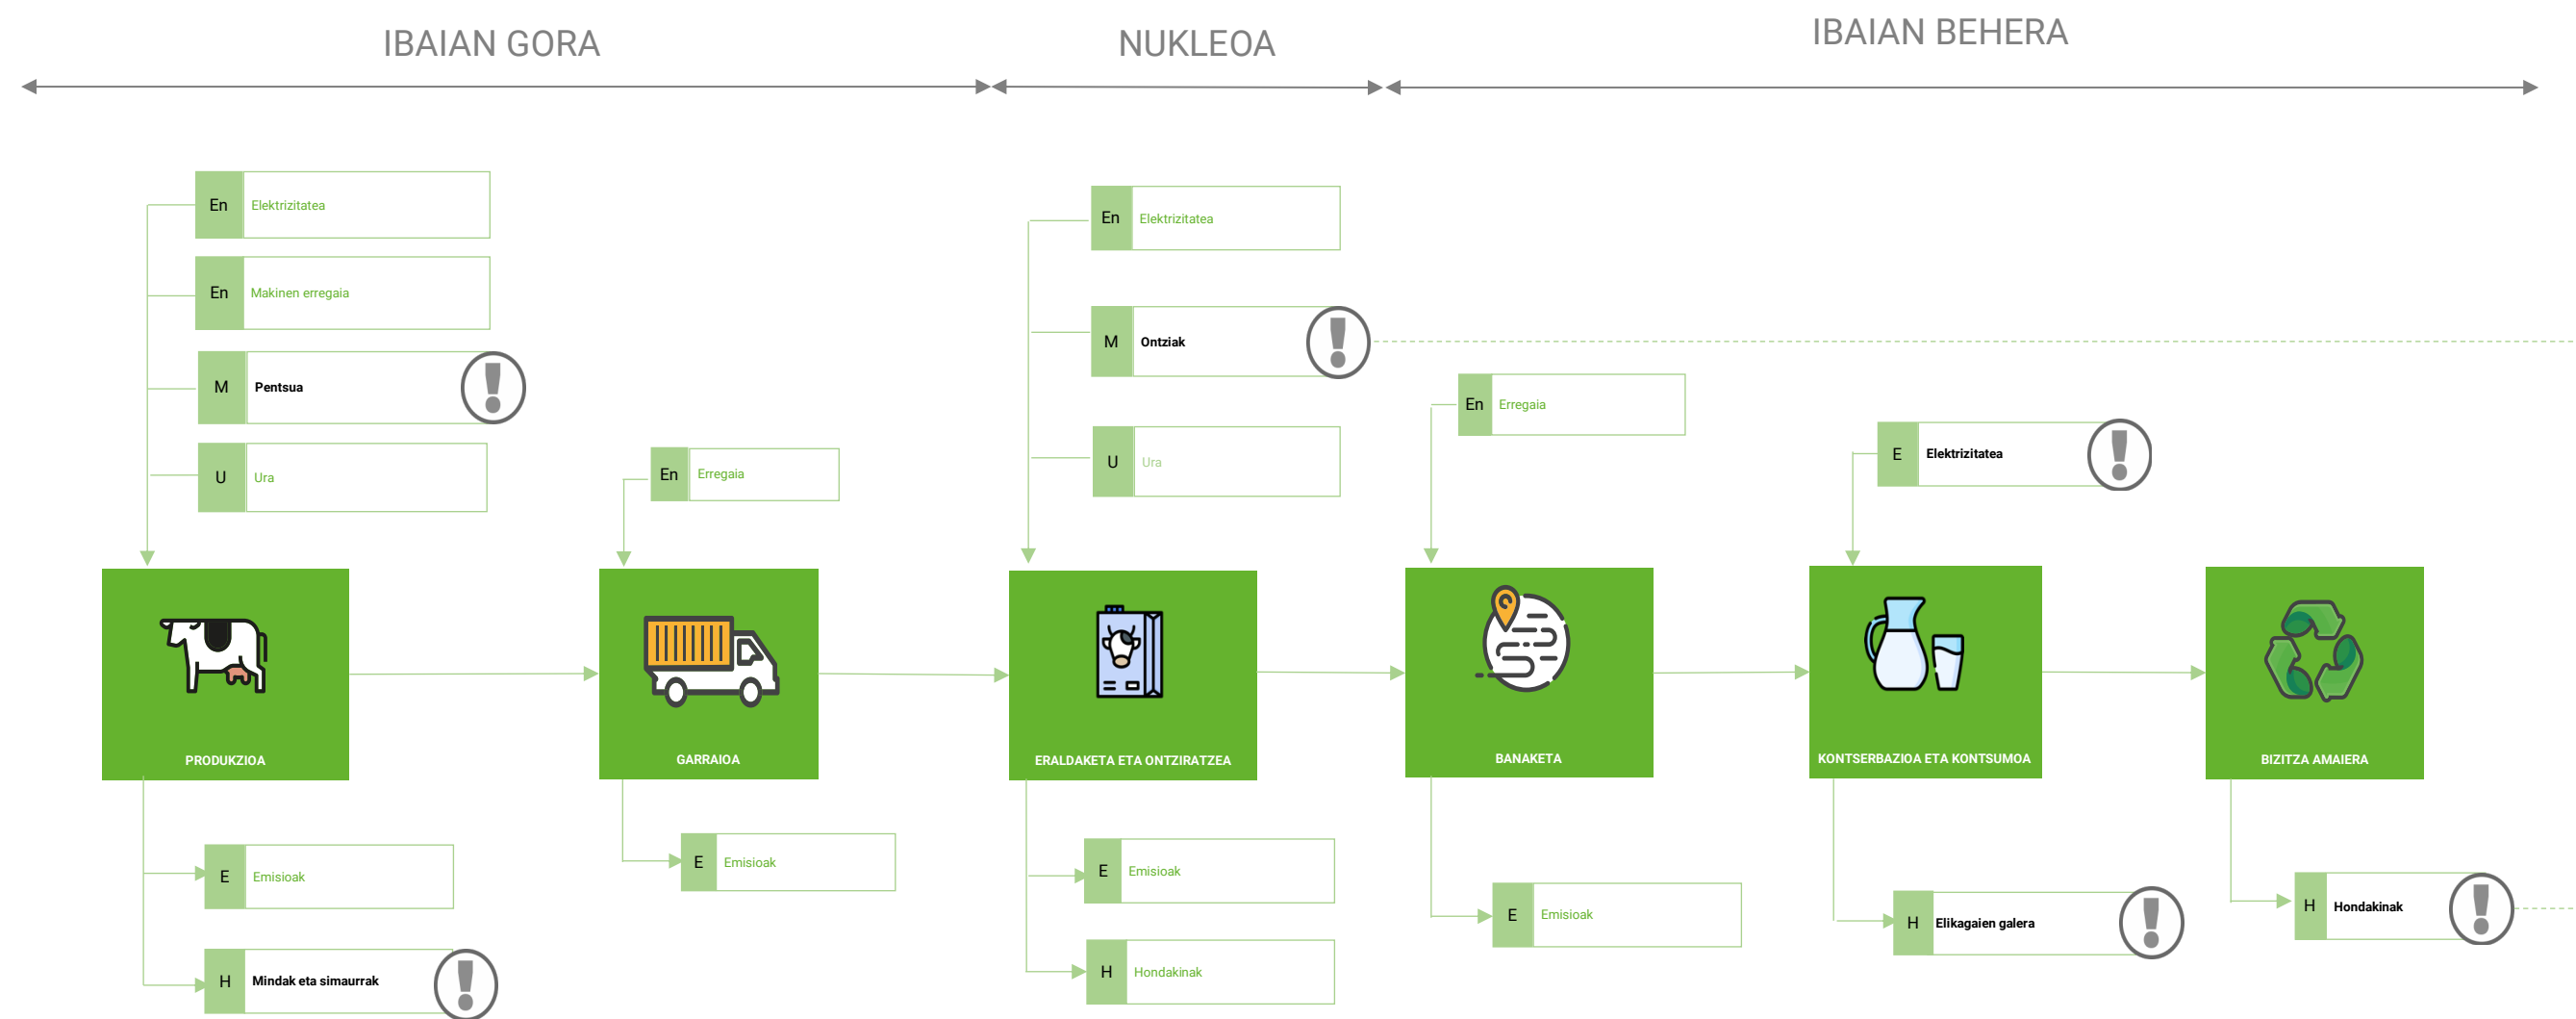 IBAIAN GORA
NUKLEOA
IBAIAN BEHERA
En Elektrizitatea
En Makinen erregaia
M Pentsua
U Ura
En Erregaia
En Elektrizitatea
M Ontziak
U Ura
En Erregaia
E Elektrizitatea
PRODUKZIOA
GARRAIOA
ERALDAKETA ETA ONTZIRATZEA
BANAKETA
KONTSERBAZIOA ETA KONTSUMOA
BIZITZA AMAIERA
E Emisioak
H Mindak eta simaurrak
E Emisioak
E Emisioak
H Hondakinak
E Emisioak
H Elikagaien galera
H Hondakinak